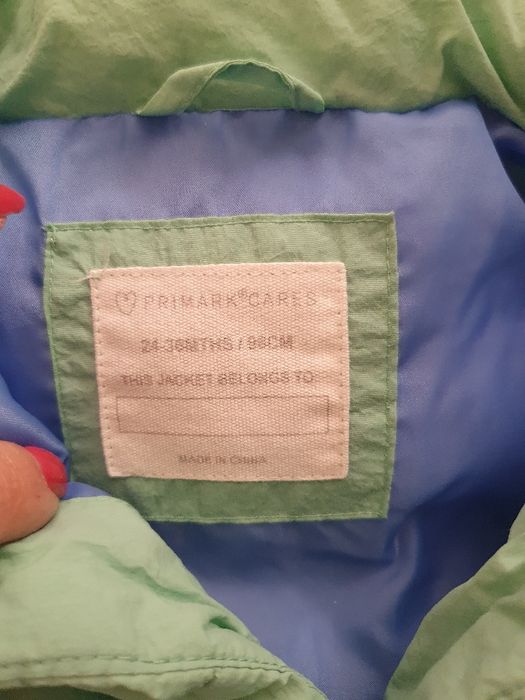 PRIMARK® CARES
24-36MTHS / 98CM
THIS JACKET BELONGS TO:
MADE IN CHINA